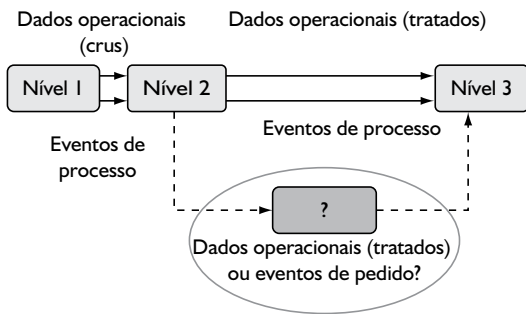 Dados operacionais
(crus)
Dados operacionais (tratados)
Nível 1
Nível 2
Nível 3
Eventos de
processo
Eventos de processo
?
Dados operacionais (tratados)
ou eventos de pedido?